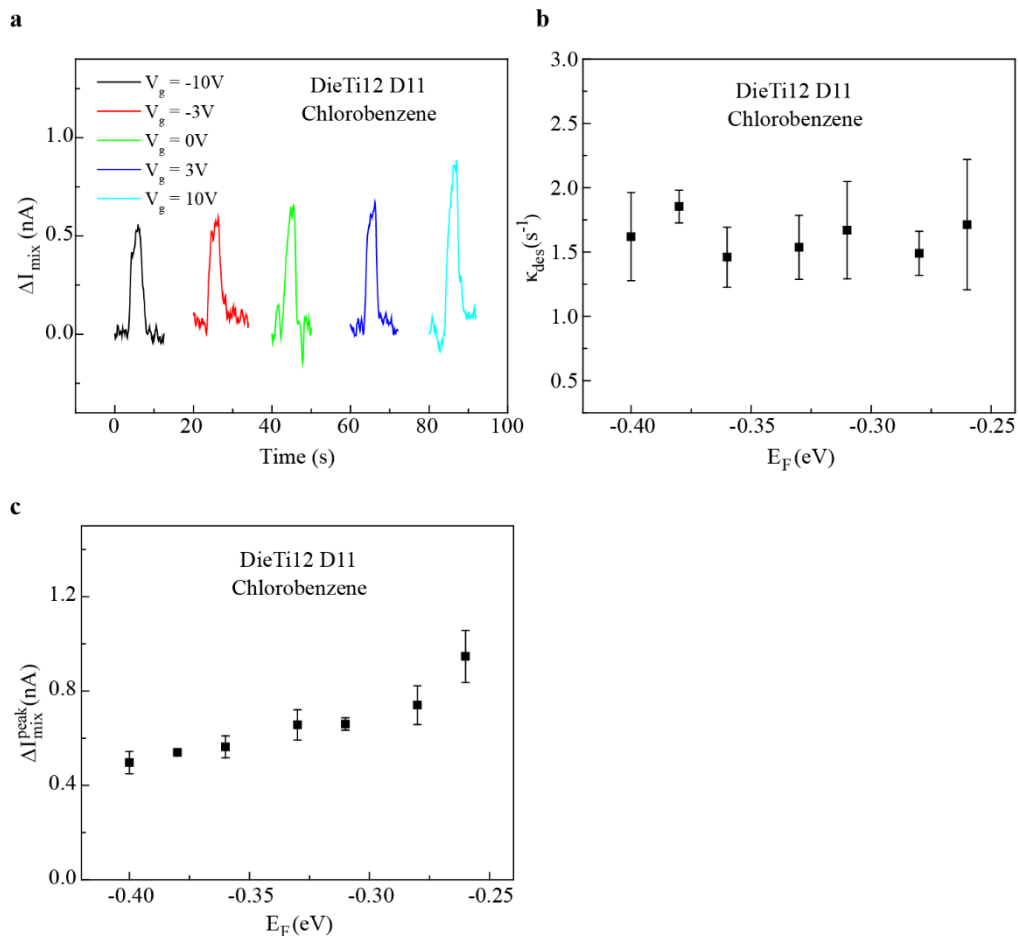 a
V_g = -10V
V_g = -3V
V_g = 0V
V_g = 3V
V_g = 10V
DieTi12 D11
Chlorobenzene
ΔI_mix (nA)
1.0
0.5
0.0
0 20 40 60 80 100
Time (s)
b
DieTi12 D11
Chlorobenzene
κ_des(s^-1)
3.0
2.5
2.0
1.5
1.0
0.5
-0.40 -0.35 -0.30 -0.25
E_F(eV)
c
DieTi12 D11
Chlorobenzene
ΔI_mix^peak(nA)
1.2
0.8
0.4
0.0
-0.40 -0.35 -0.30 -0.25
E_F(eV)